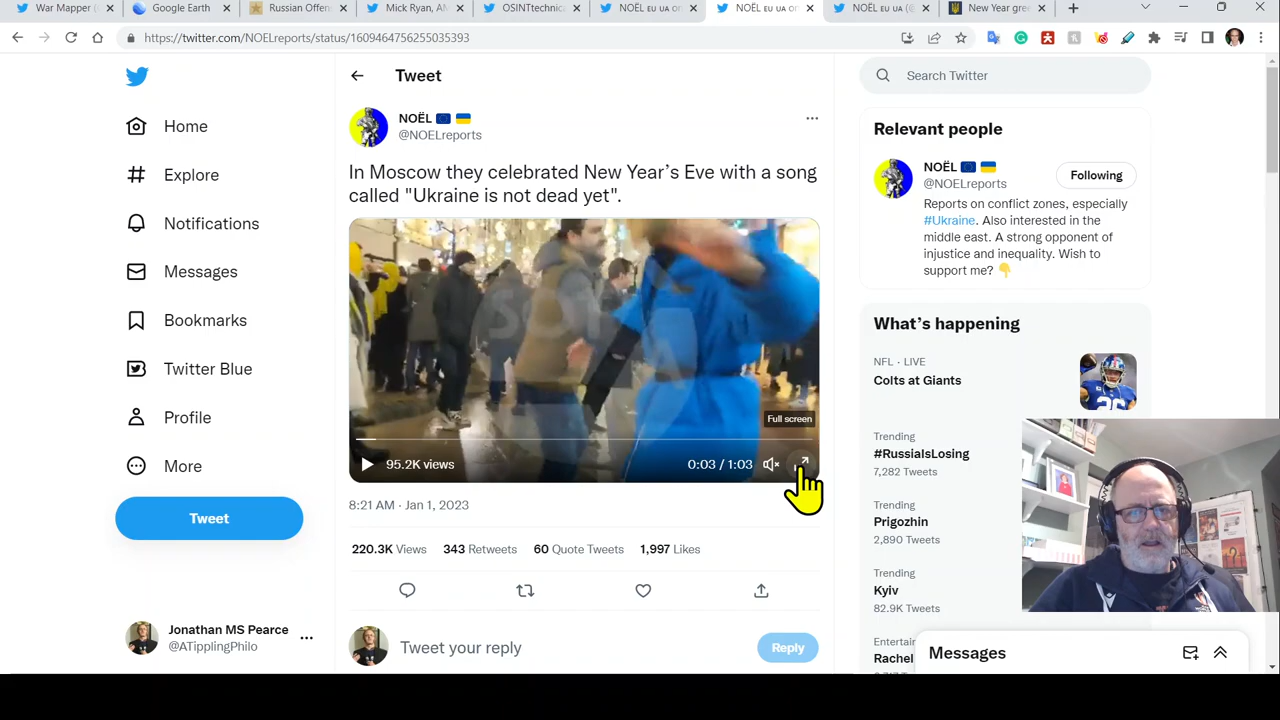 War Mapper (
Google Earth
Russian Offen
Mick Ryan, AM
OSINTtechnica
NOËL EU UA on
NOËL EU UA on
NOËL EU UA (@
New Year gree
https://twitter.com/NOELreports/status/1609464756255035393
Home
Explore
Notifications
Messages
Bookmarks
Twitter Blue
Profile
More
Tweet
Jonathan MS Pearce
@ATipplingPhilo
Tweet
NOËL
@NOELreports
In Moscow they celebrated New Year's Eve with a song
called "Ukraine is not dead yet".
SOTA
Full screen
95.2K views
0:03 / 1:03
8:21 AM · Jan 1, 2023
220.3K Views 343 Retweets 60 Quote Tweets 1,997 Likes
Tweet your reply
Reply
Search Twitter
Relevant people
NOËL
@NOELreports
Following
Reports on conflict zones, especially
#Ukraine. Also interested in the
middle east. A strong opponent of
injustice and inequality. Wish to
support me?
What's happening
NFL · LIVE
Colts at Giants
Trending
#RussiaIsLosing
7,282 Tweets
Trending
Prigozhin
2,890 Tweets
Trending
Kyiv
82.9K Tweets
Entertain
Rachel
Messages